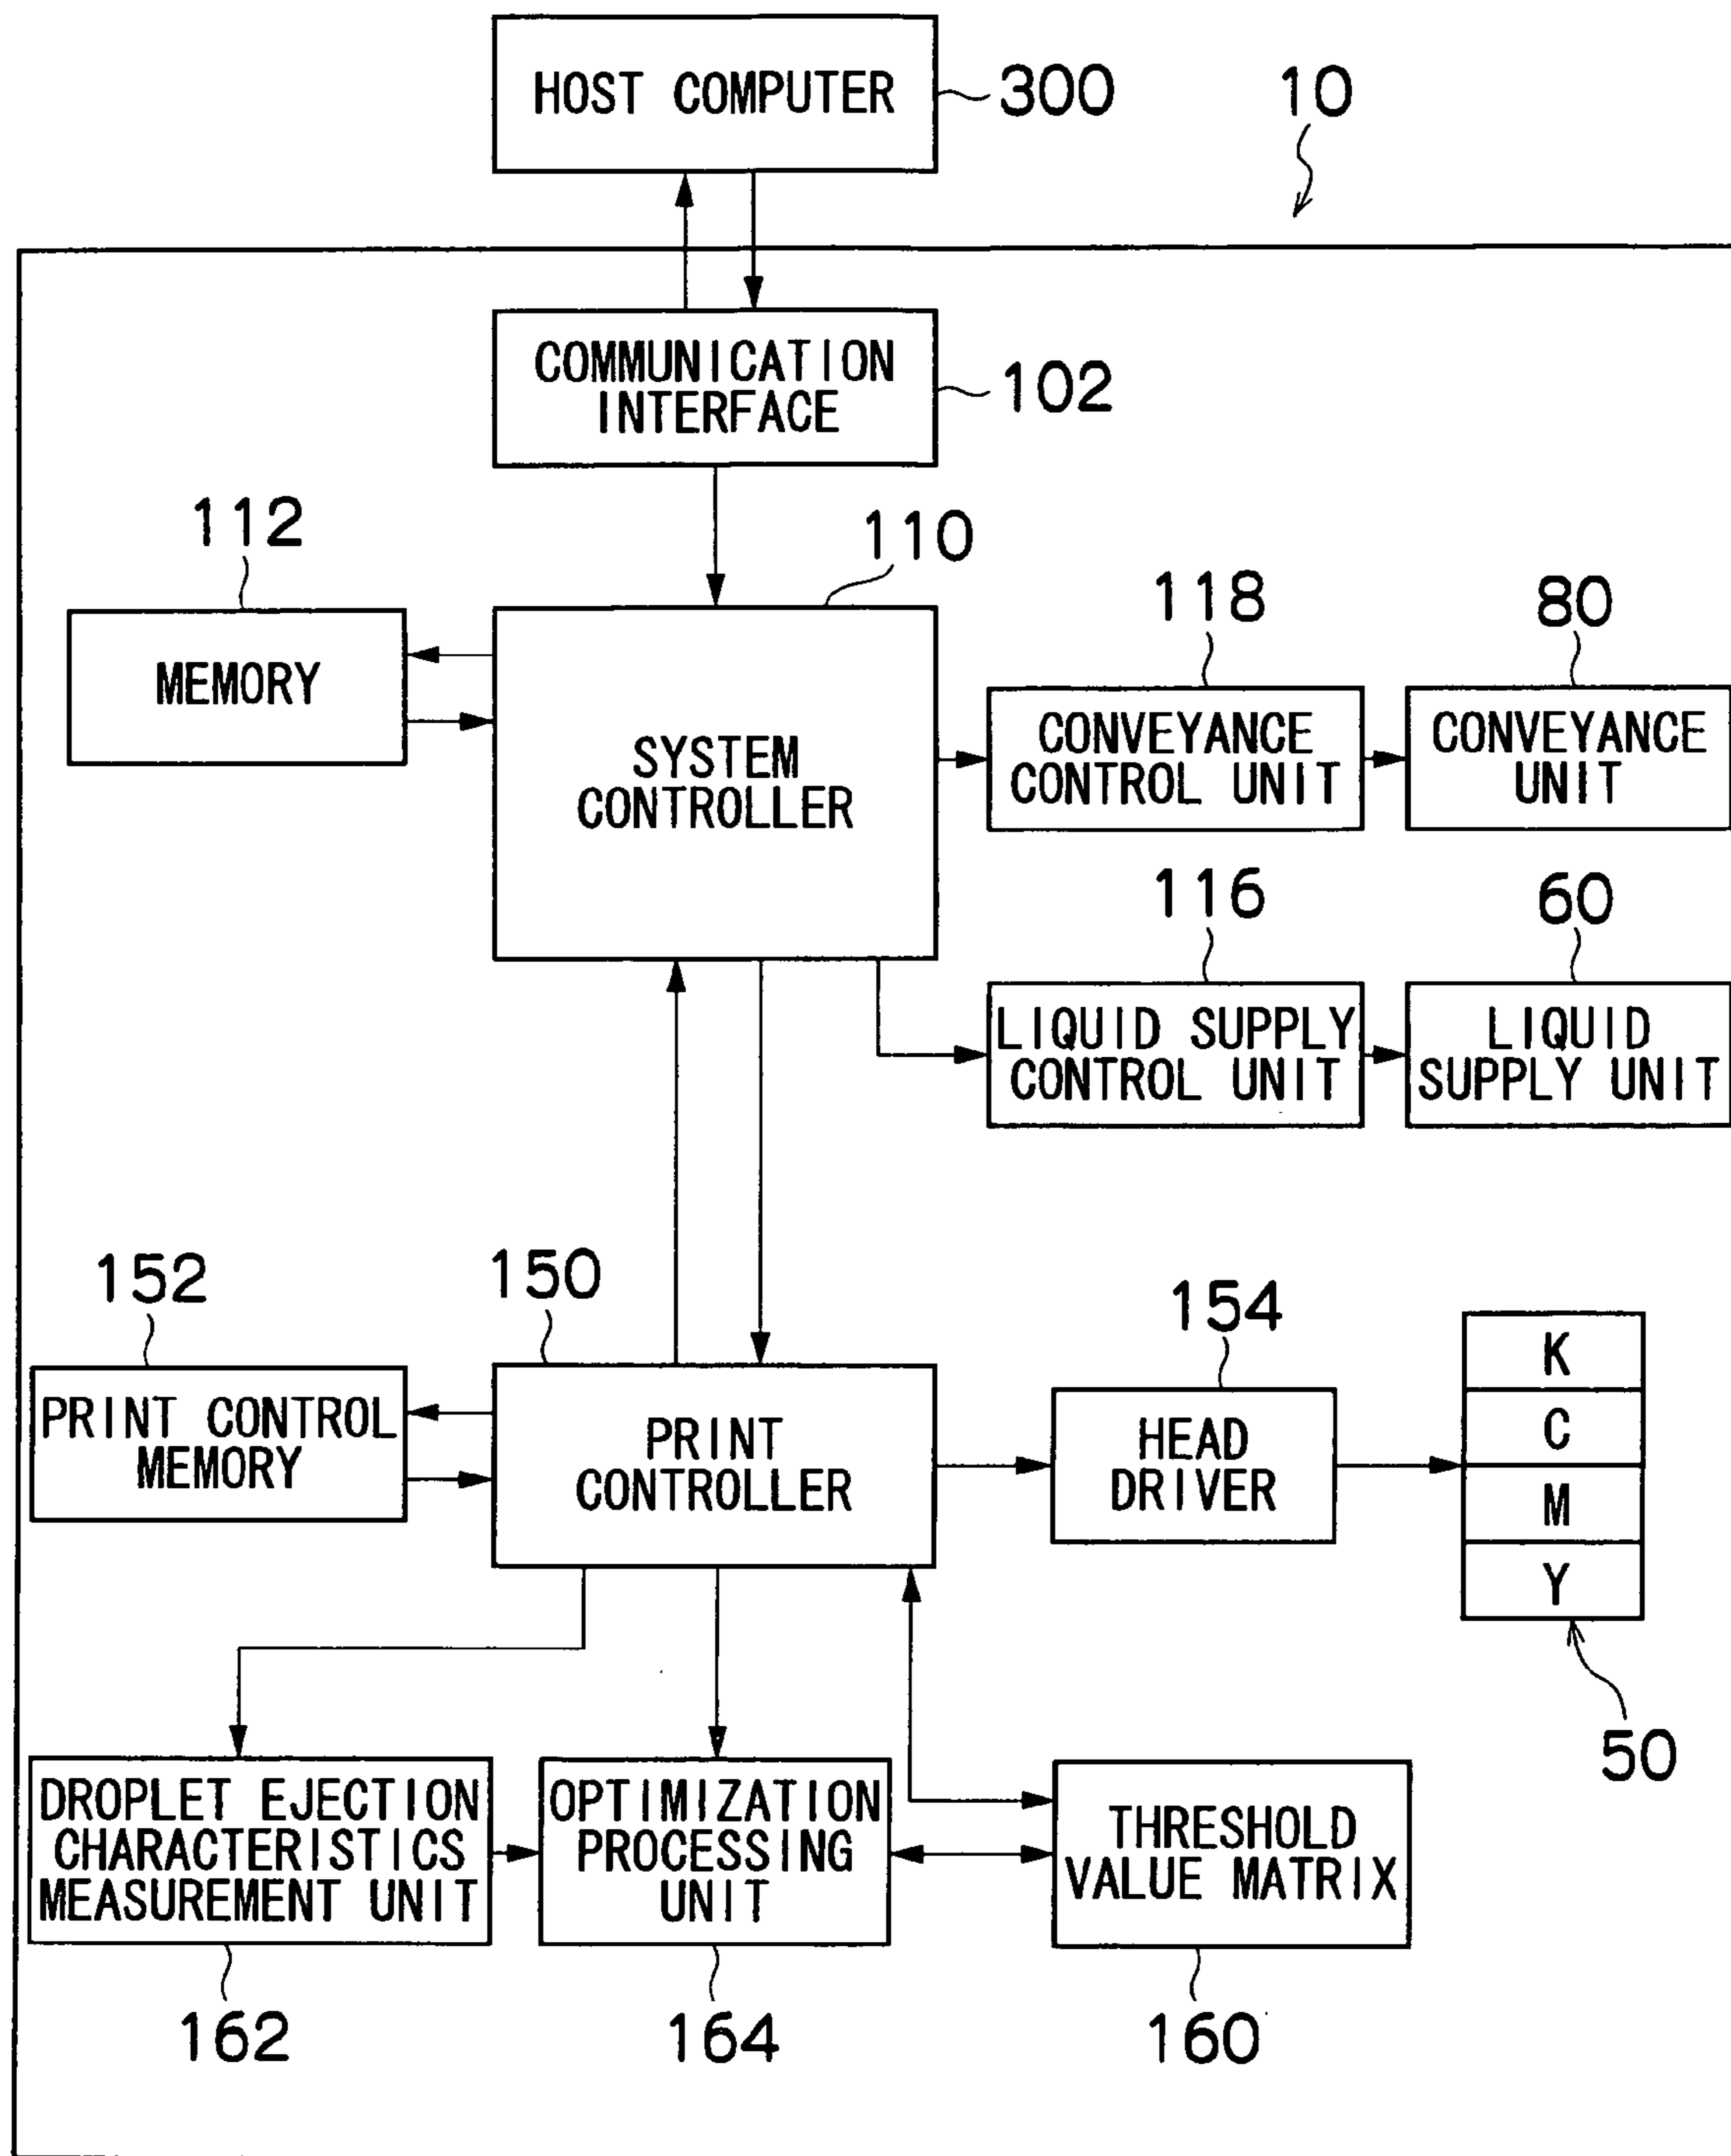 HOST COMPUTER
300
10
COMMUNICATION
INTERFACE
102
112
110
118
80
MEMORY
SYSTEM
CONTROLLER
CONVEYANCE
CONTROL UNIT
CONVEYANCE
UNIT
116
60
LIQUID SUPPLY
CONTROL UNIT
LIQUID
SUPPLY UNIT
152
150
154
PRINT CONTROL
MEMORY
PRINT
CONTROLLER
HEAD
DRIVER
K
C
M
Y
50
DROPLET EJECTION
CHARACTERISTICS
MEASUREMENT UNIT
OPTIMIZATION
PROCESSING
UNIT
THRESHOLD
VALUE MATRIX
162
164
160